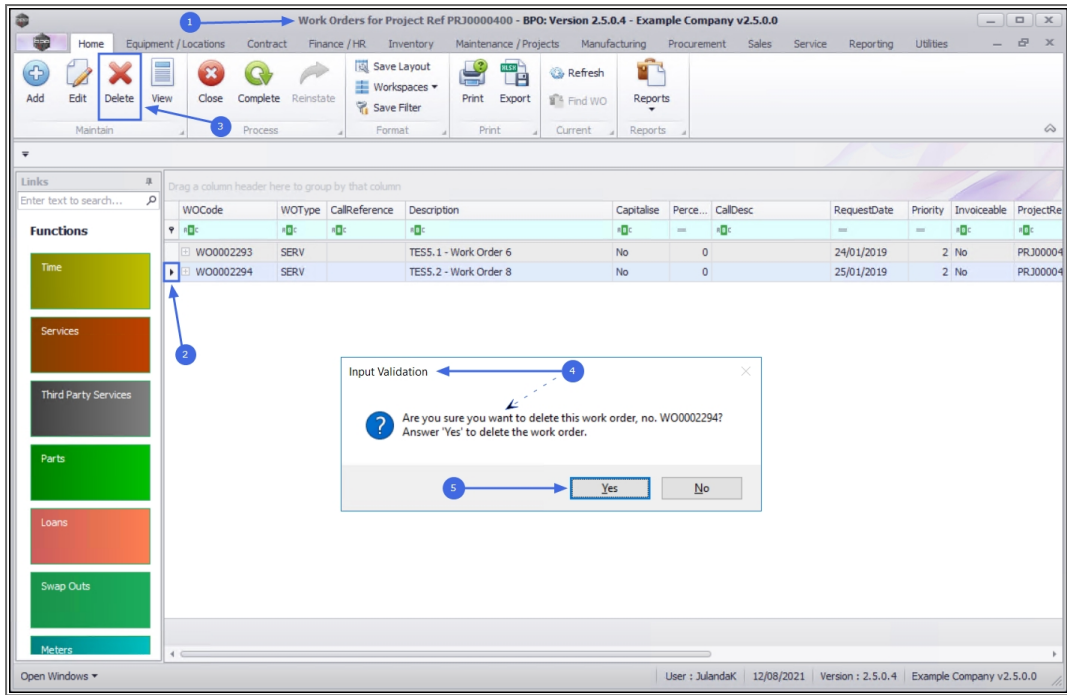 1
Work Orders for Project Ref PRJ0000400 - BPO: Version 2.5.0.4 - Example Company v2.5.0.0
Home Equipment / Locations Contract Finance / HR Inventory Maintenance / Projects Manufacturing Procurement Sales Service Reporting Utilities
Add Edit Delete View Close Complete Reinstate
Save Layout
Workspaces
Save Filter
Print Export
Refresh
Find WO
Reports
3
Maintain Process Format Print Current Reports
Links
Enter text to search...
Drag a column header here to group by that column
WOCode WOType CallReference Description Capitalise Perce... CallDesc RequestDate Priority Invoiceable ProjectRe
WO0002293 SERV TES5.1 - Work Order 6 No 0 24/01/2019 2 No PRJ00004
WO0002294 SERV TES5.2 - Work Order 8 No 0 25/01/2019 2 No PRJ00004
Functions
Time
Services
Third Party Services
Parts
Loans
Swap Outs
Meters
2
Input Validation
4
Are you sure you want to delete this work order, no. WO0002294?
Answer 'Yes' to delete the work order.
5
Yes No
Open Windows User : JulandaK 12/08/2021 Version : 2.5.0.4 Example Company v2.5.0.0